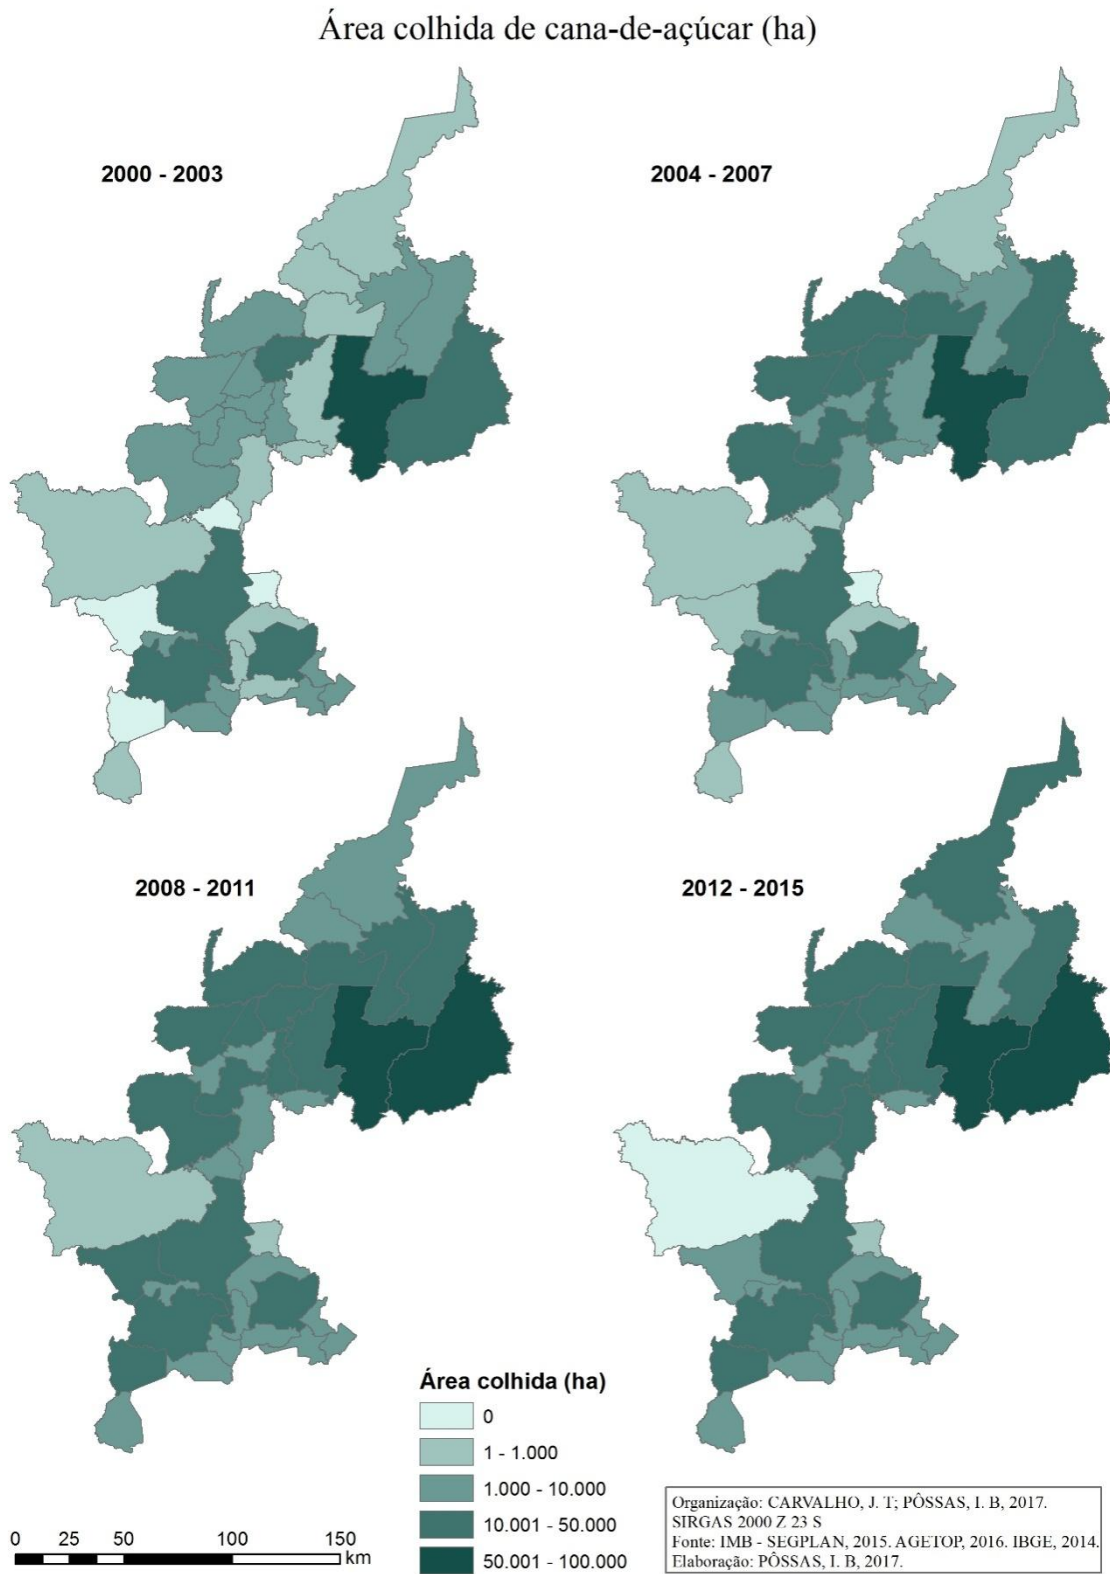 Área colhida de cana-de-açúcar (ha)
2000 - 2003
2004 - 2007
2008 - 2011
2012 - 2015
Área colhida (ha)
0
1 - 1.000
1.000 - 10.000
10.001 - 50.000
50.001 - 100.000
0 25 50 100 150
km
Organização: CARVALHO, J. T; PÔSSAS, I. B, 2017.
SIRGAS 2000 Z 23 S
Fonte: IMB - SEGPLAN, 2015. AGETOP, 2016. IBGE, 2014.
Elaboração: PÔSSAS, I. B, 2017.